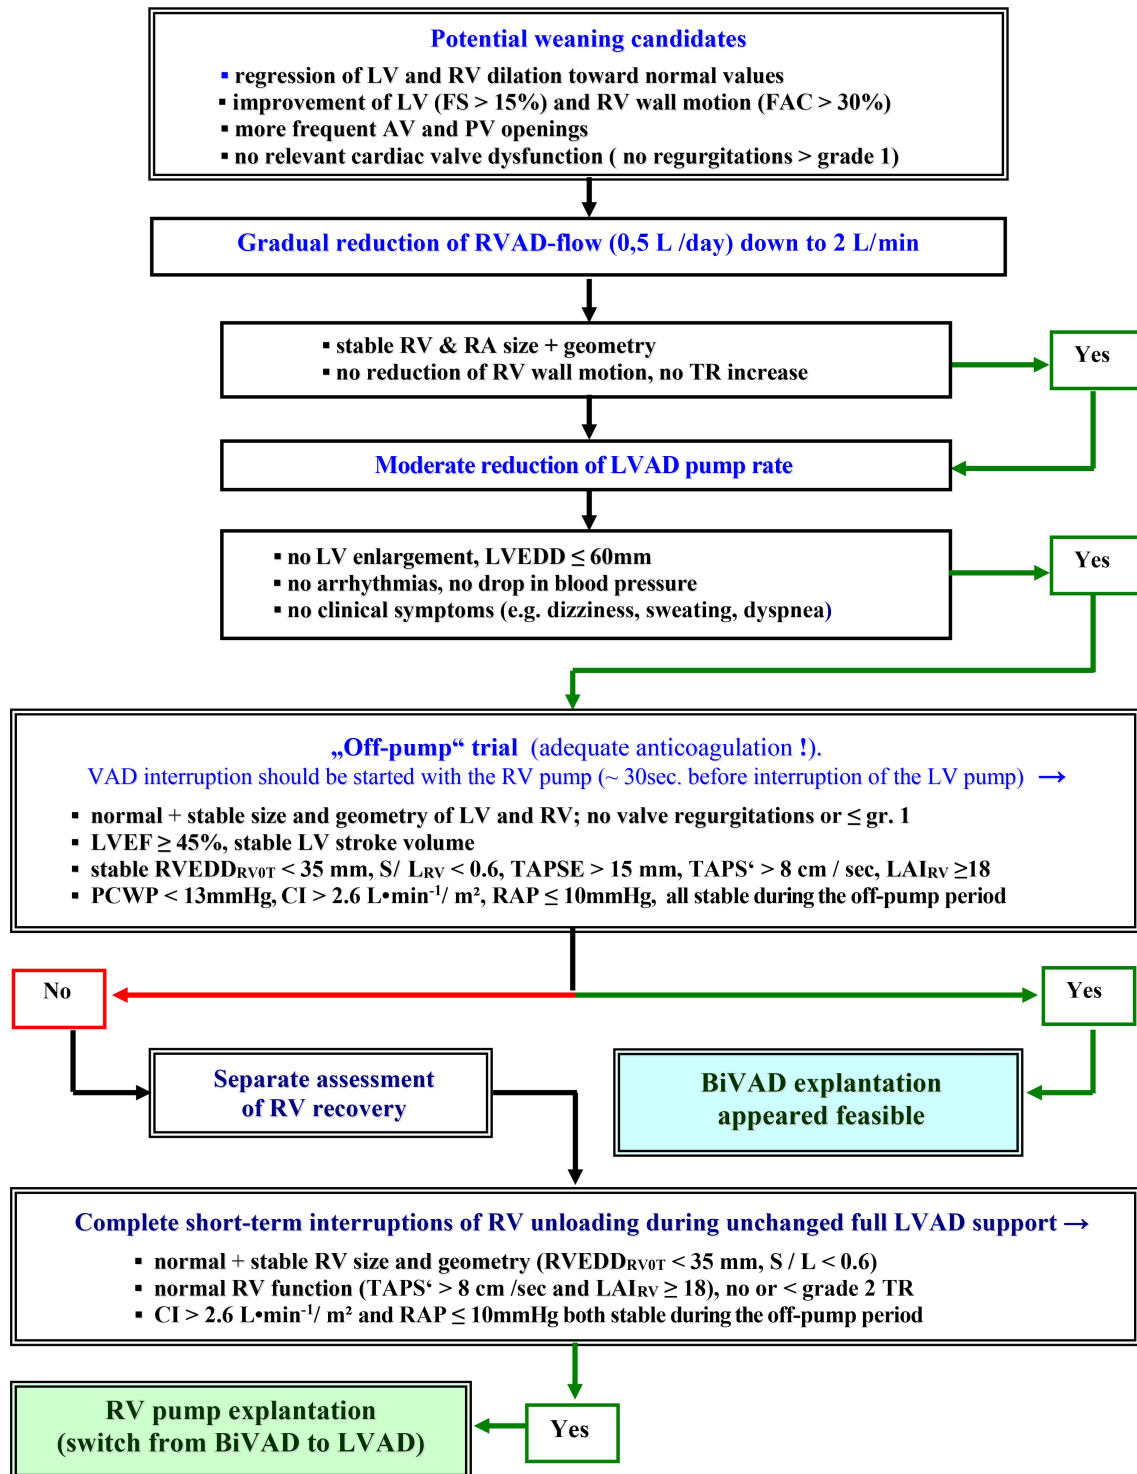 Potential weaning candidates
▪ regression of LV and RV dilation toward normal values
▪ improvement of LV (FS > 15%) and RV wall motion (FAC > 30%)
▪ more frequent AV and PV openings
▪ no relevant cardiac valve dysfunction ( no regurgitations > grade 1)
Gradual reduction of RVAD-flow (0,5 L /day) down to 2 L/min
▪ stable RV & RA size + geometry
▪ no reduction of RV wall motion, no TR increase
Yes
Moderate reduction of LVAD pump rate
▪ no LV enlargement, LVEDD ≤ 60mm
▪ no arrhythmias, no drop in blood pressure
▪ no clinical symptoms (e.g. dizziness, sweating, dyspnea)
Yes
„Off-pump“ trial (adequate anticoagulation !).
VAD interruption should be started with the RV pump (~ 30sec. before interruption of the LV pump) →
▪ normal + stable size and geometry of LV and RV; no valve regurgitations or ≤ gr. 1
▪ LVEF ≥ 45%, stable LV stroke volume
▪ stable RVEDDRV0T < 35 mm, S/ LRV < 0.6, TAPSE > 15 mm, TAPS‘ > 8 cm / sec, LAIRV ≥18
▪ PCWP < 13mmHg, CI > 2.6 L•min-1/ m², RAP ≤ 10mmHg, all stable during the off-pump period
No
Yes
Separate assessment
of RV recovery
BiVAD explantation
appeared feasible
Complete short-term interruptions of RV unloading during unchanged full LVAD support →
▪ normal + stable RV size and geometry (RVEDDRV0T < 35 mm, S / L < 0.6)
▪ normal RV function (TAPS‘ > 8 cm /sec and LAIRV ≥ 18), no or < grade 2 TR
▪ CI > 2.6 L•min-1/ m² and RAP ≤ 10mmHg both stable during the off-pump period
RV pump explantation
(switch from BiVAD to LVAD)
Yes